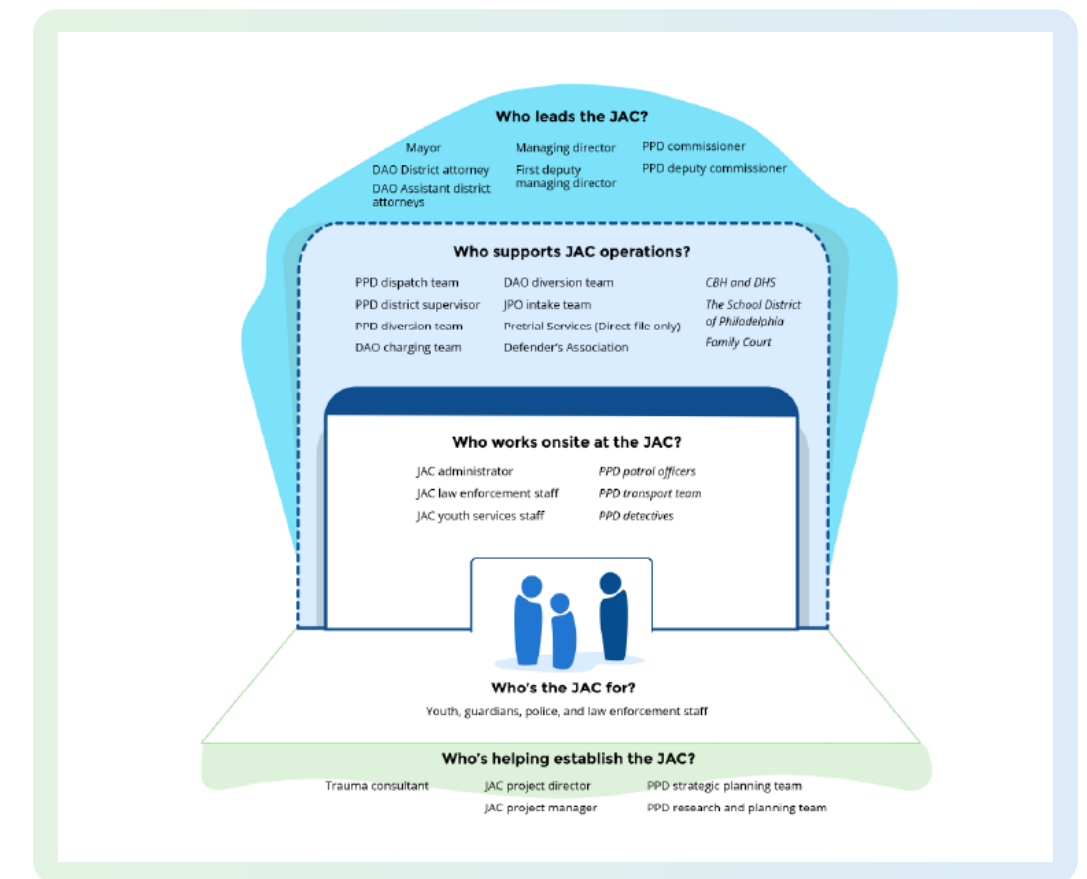 Who leads the JAC?
Mayor
DAO District attorney
DAO Assistant district
attorneys
Managing director
First deputy
managing director
PPD commissioner
PPD deputy commissioner
Who supports JAC operations?
PPD dispatch team
PPD district supervisor
PPD diversion team
DAO charging team
DAO diversion team
JPO intake team
Pretrial Services (Direct file only)
Defender's Association
CBH and DHS
The School District
of Philadelphia
Family Court
Who works onsite at the JAC?
JAC administrator
JAC law enforcement staff
JAC youth services staff
PPD patrol officers
PPD transport team
PPD detectives
Who's the JAC for?
Youth, guardians, police, and law enforcement staff
Who's helping establish the JAC?
Trauma consultant
JAC project director
JAC project manager
PPD strategic planning team
PPD research and planning team